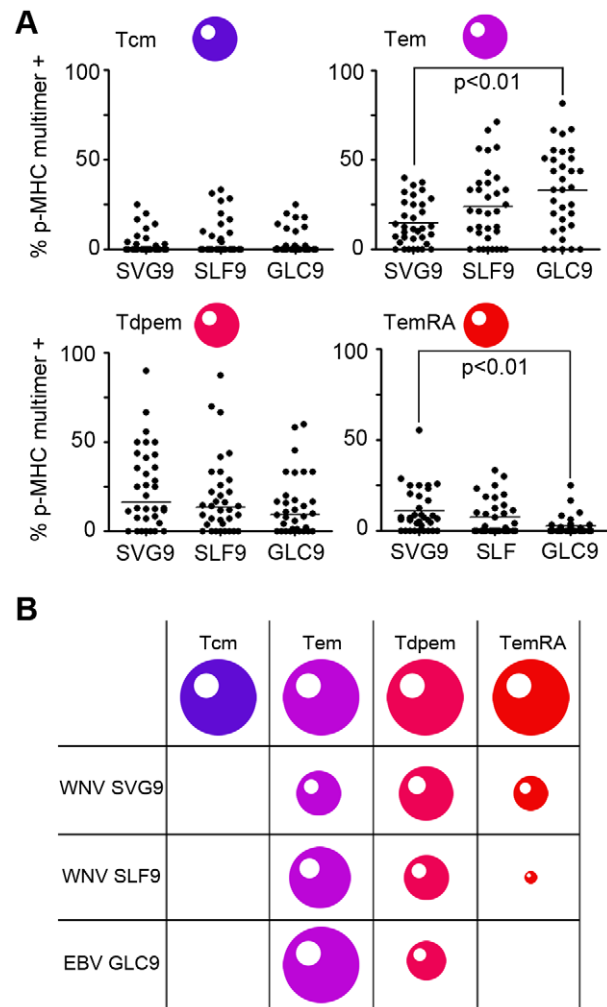 A
Tcm
% p-MHC multimer +
100
50
0
SVG9 SLF9 GLC9
Tem
100
p<0.01
50
0
SVG9 SLF9 GLC9
Tdpem
% p-MHC multimer +
100
50
0
SVG9 SLF9 GLC9
TemRA
100
p<0.01
50
0
SVG9 SLF GLC9
B
Tcm Tem Tdpem TemRA
WNV SVG9
WNV SLF9
EBV GLC9